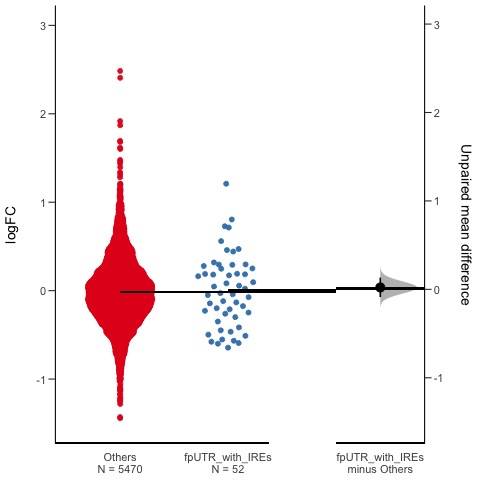 3
2
1
0
-1
logFC
3
2
1
0
-1
Unpaired mean difference
Others
N = 5470
fpUTR_with_IREs
N = 52
fpUTR_with_IREs
minus Others